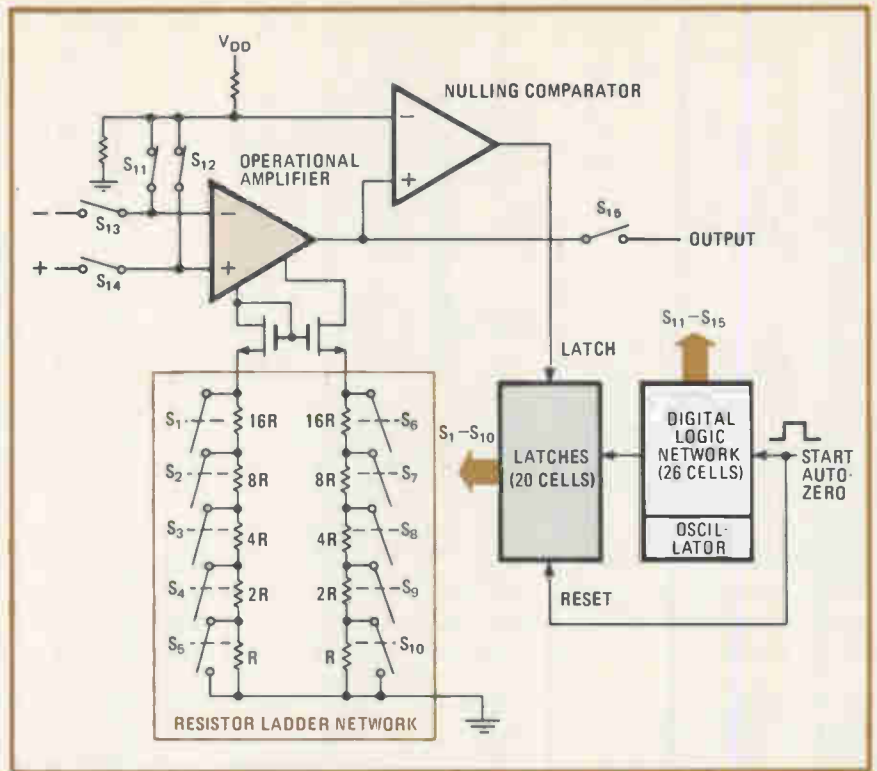 V_DD
NULLING COMPARATOR
−
+
S₁₁
S₁₂
OPERATIONAL
AMPLIFIER
−
S₁₃
−
+
S₁₄
+
S₁₅
OUTPUT
LATCH
S₁₁–S₁₅
S₁–S₁₀
LATCHES
(20 CELLS)
DIGITAL
LOGIC
NETWORK
(26 CELLS)
OSCIL-
LATOR
START
AUTO-
ZERO
RESET
S₁
16R
16R
S₆
S₂
8R
8R
S₇
S₃
4R
4R
S₈
S₄
2R
2R
S₉
S₅
R
R
S₁₀
RESISTOR LADDER NETWORK